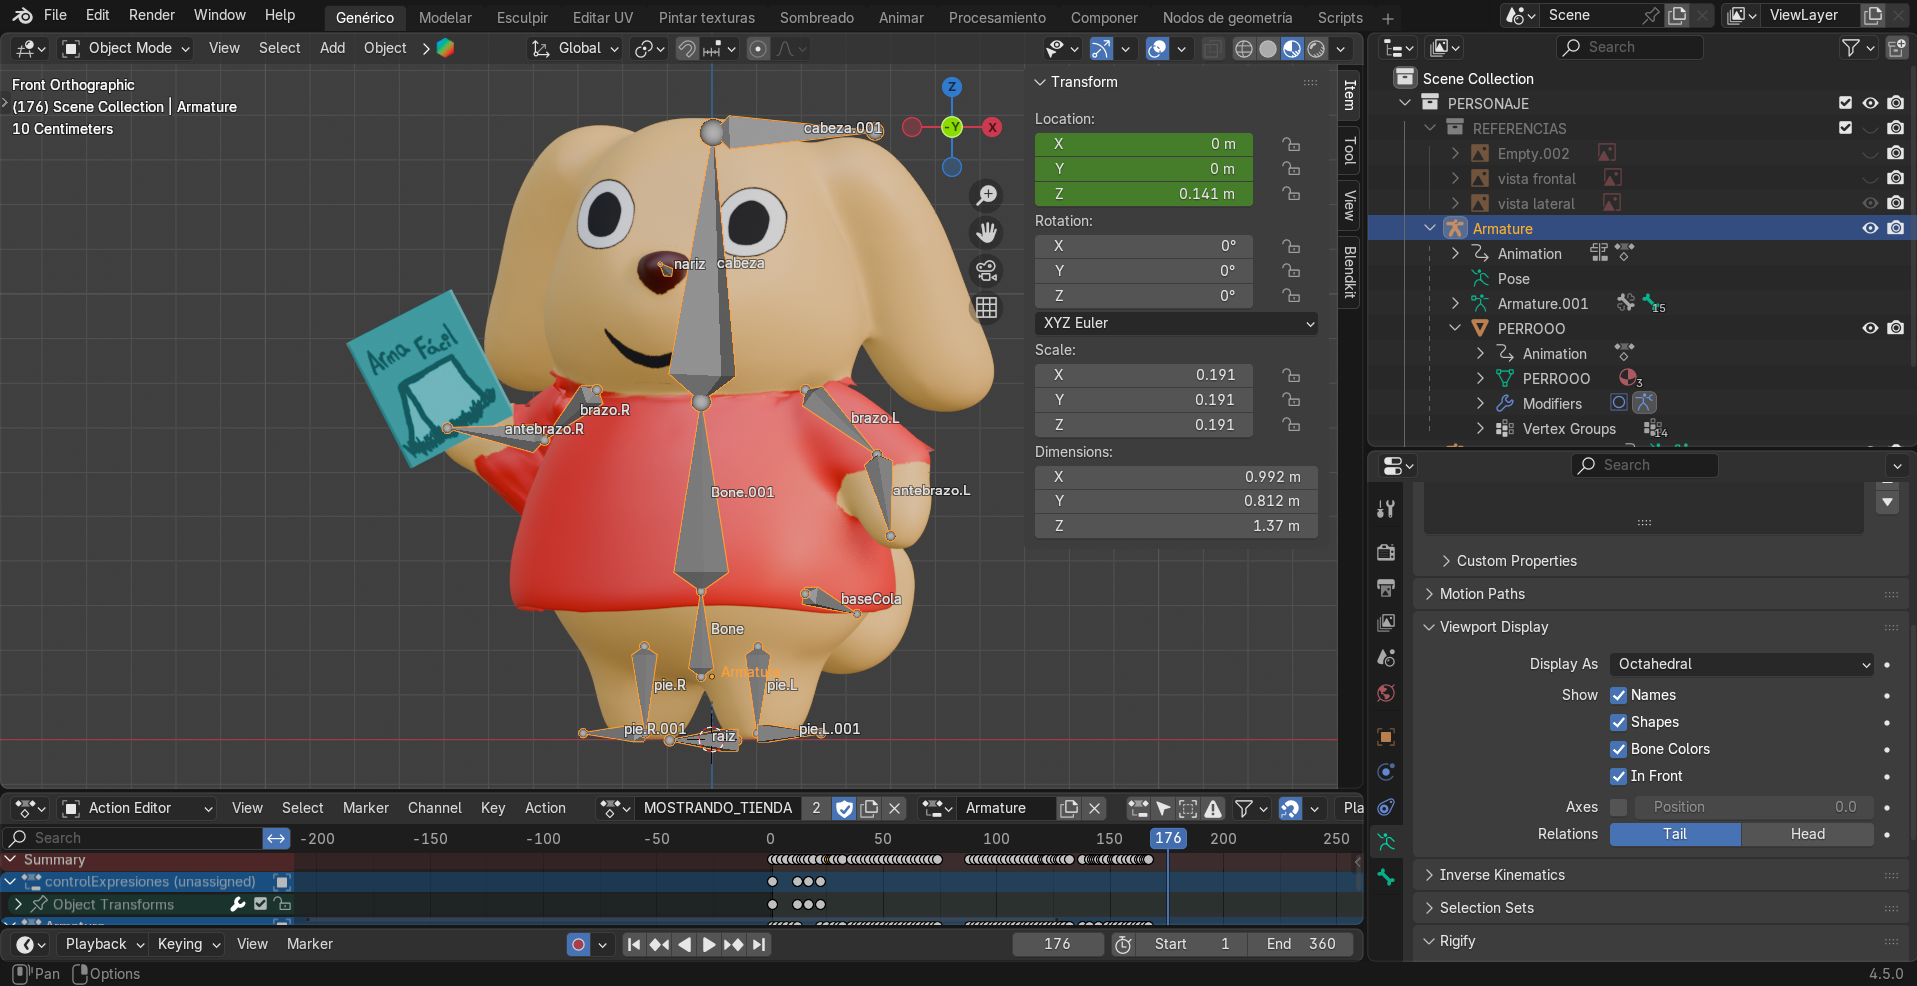 File Edit Render Window Help Genérico Modelar Esculpir Editar UV Pintar texturas Sombreado Animar Procesamiento Componer Nodos de geometría Scripts + Scene ViewLayer
Object Mode View Select Add Object Global Search
Front Orthographic
(176) Scene Collection | Armature
10 Centimeters
Z
-Y
X
cabeza.001
nariz
cabeza
Arma Fácil
brazo.R
antebrazo.R
brazo.L
antebrazo.L
Bone.001
baseCola
Bone
Armature
pie.R
pie.L
pie.R.001
raiz
pie.L.001
Transform
Location:
X 0 m
Y 0 m
Z 0.141 m
Rotation:
X 0°
Y 0°
Z 0°
XYZ Euler
Scale:
X 0.191
Y 0.191
Z 0.191
Dimensions:
X 0.992 m
Y 0.812 m
Z 1.37 m
Item
Tool
View
Blendkit
Scene Collection
PERSONAJE
REFERENCIAS
Empty.002
vista frontal
vista lateral
Armature
Animation
Pose
Armature.001 15
PERROOO
Animation
PERROOO 3
Modifiers
Vertex Groups 14
Search
Custom Properties
Motion Paths
Viewport Display
Display As Octahedral
Show Names
Shapes
Bone Colors
In Front
Axes Position 0.0
Relations Tail Head
Inverse Kinematics
Selection Sets
Rigify
Action Editor View Select Marker Channel Key Action MOSTRANDO_TIENDA 2 Armature Pla
Search -200 -150 -100 -50 0 50 100 150 176 200 250
Summary
controlExpresiones (unassigned)
Object Transforms
Armature
Playback Keying View Marker 176 Start 1 End 360
Pan Options 4.5.0